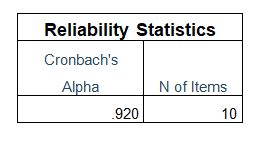 Reliability Statistics
Cronbach's
Alpha N of Items
.920 10